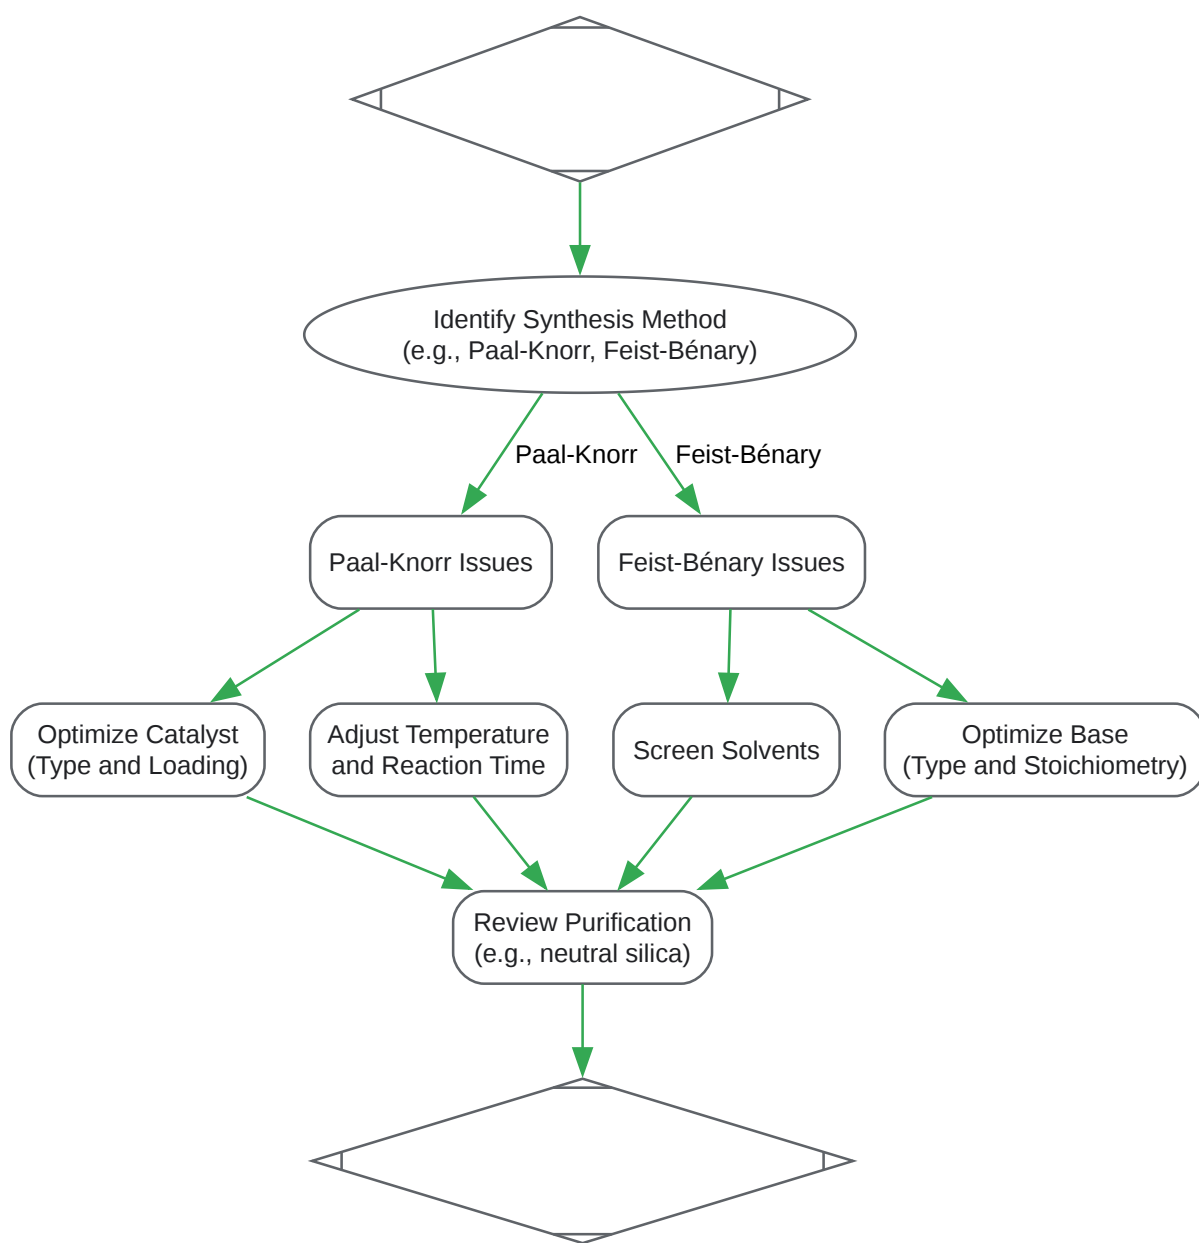 Identify Synthesis Method
(e.g., Paal-Knorr, Feist-Bénary)
Paal-Knorr
Feist-Bénary
Paal-Knorr Issues
Feist-Bénary Issues
Optimize Catalyst
(Type and Loading)
Adjust Temperature
and Reaction Time
Screen Solvents
Optimize Base
(Type and Stoichiometry)
Review Purification
(e.g., neutral silica)